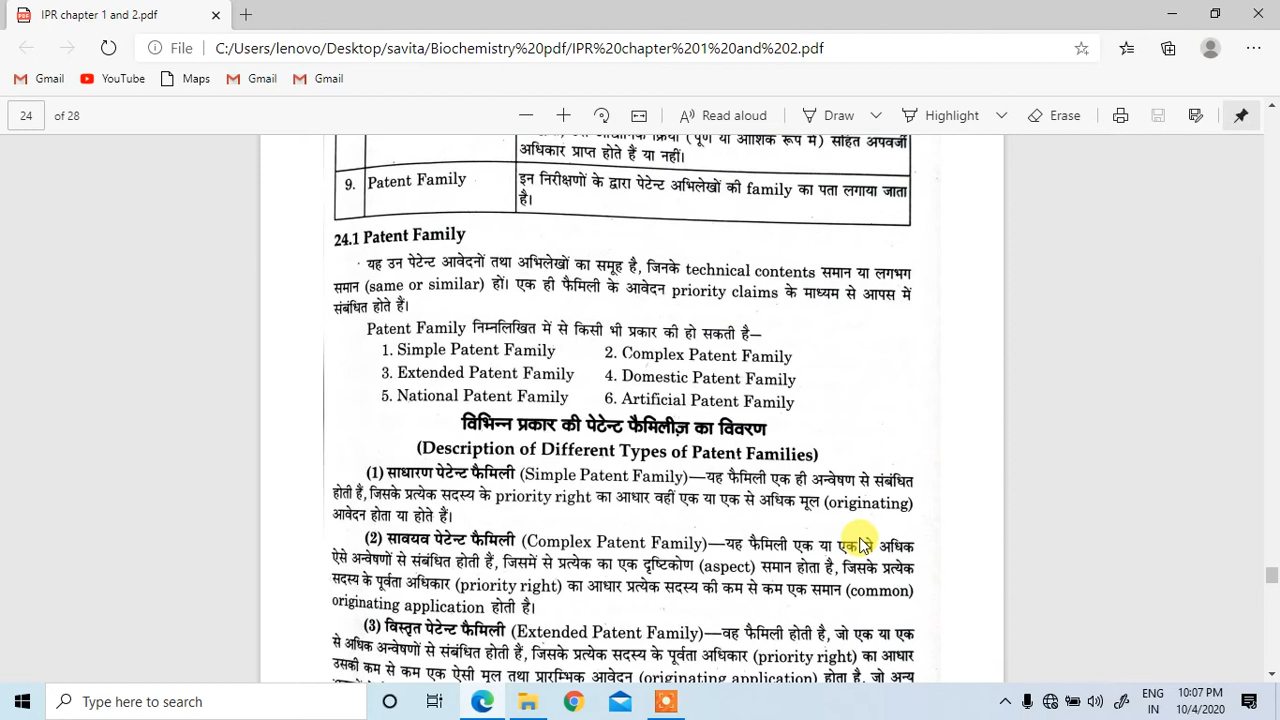 IPR chapter 1 and 2.pdf
File C:/Users/lenovo/Desktop/savita/Biochemistry%20pdf/IPR%20chapter%201%20and%202.pdf
Gmail YouTube Maps Gmail Gmail
24 of 28 Read aloud Draw Highlight Erase
(पूर्ण या आंशिक रूप में) सहित अपवर्जी
अधिकार प्राप्त होते हैं या नहीं।
9. Patent Family इन निरीक्षणों के द्वारा पेटेन्ट अभिलेखों की family का पता लगाया जाता
है।
24.1 Patent Family
यह उन पेटेन्ट आवेदनों तथा अभिलेखों का समूह है, जिनके technical contents समान या लगभग
समान (same or similar) हों। एक ही फैमिली के आवेदन priority claims के माध्यम से आपस में
संबंधित होते हैं।
Patent Family निम्नलिखित में से किसी भी प्रकार की हो सकती है—
1. Simple Patent Family 2. Complex Patent Family
3. Extended Patent Family 4. Domestic Patent Family
5. National Patent Family 6. Artificial Patent Family
विभिन्न प्रकार की पेटेन्ट फैमिलीज़ का विवरण
(Description of Different Types of Patent Families)
(1) साधारण पेटेन्ट फैमिली (Simple Patent Family)—यह फैमिली एक ही अन्वेषण से संबंधित
होती हैं, जिसके प्रत्येक सदस्य के priority right का आधार वहीं एक या एक से अधिक मूल (originating)
आवेदन होता या होते हैं।
(2) सावयव पेटेन्ट फैमिली (Complex Patent Family)—यह फैमिली एक या एक से अधिक
ऐसे अन्वेषणों से संबंधित होती हैं, जिसमें से प्रत्येक का एक दृष्टिकोण (aspect) समान होता है, जिसके प्रत्येक
सदस्य के पूर्वता अधिकार (priority right) का आधार प्रत्येक सदस्य की कम से कम एक समान (common)
originating application होती है।
(3) विस्तृत पेटेन्ट फैमिली (Extended Patent Family)—वह फैमिली होती है, जो एक या एक
से अधिक अन्वेषणों से संबंधित होती हैं, जिसके प्रत्येक सदस्य के पूर्वता अधिकार (priority right) का आधार
उसकी कम से कम एक ऐसी मूल तथा प्रारम्भिक आवेदन (originating application) होता है, जो अन्य
Type here to search
ENG 10:07 PM
IN 10/4/2020